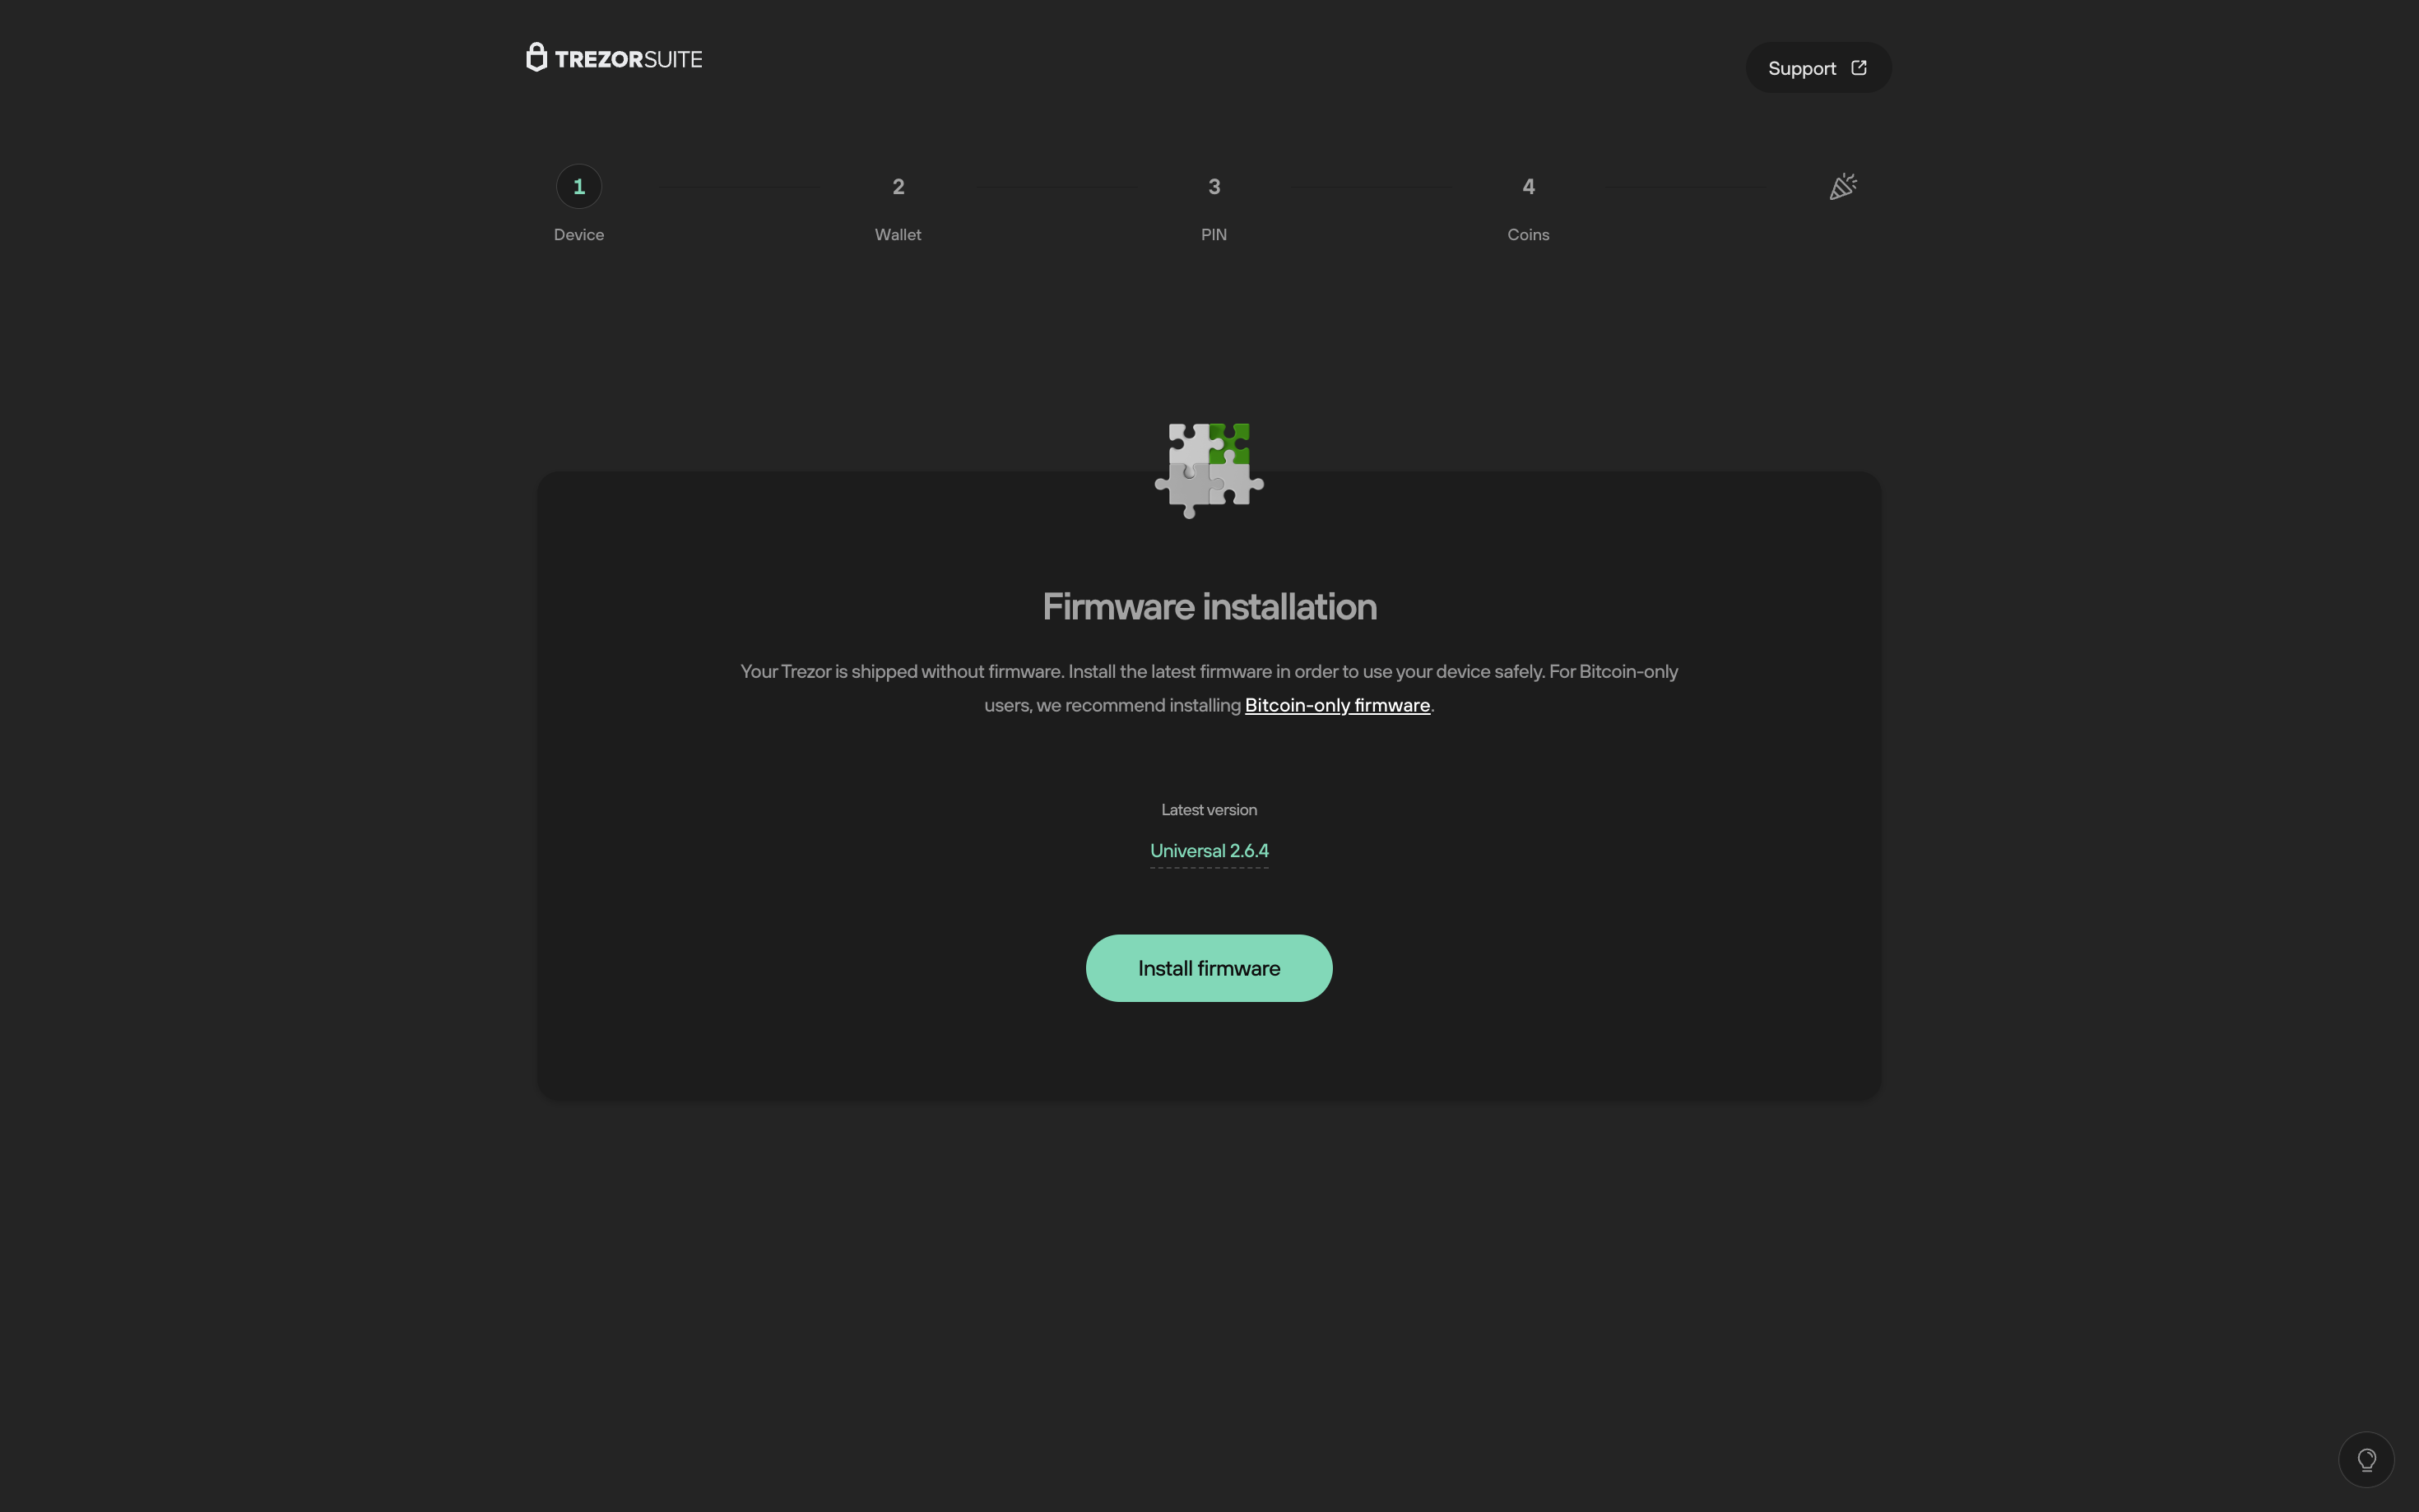 TREZORSUITE
Support
1
2
3
4
Device
Wallet
PIN
Coins
Firmware installation
Your Trezor is shipped without firmware. Install the latest firmware in order to use your device safely. For Bitcoin-only
users, we recommend installing Bitcoin-only firmware.
Latest version
Universal 2.6.4
Install firmware